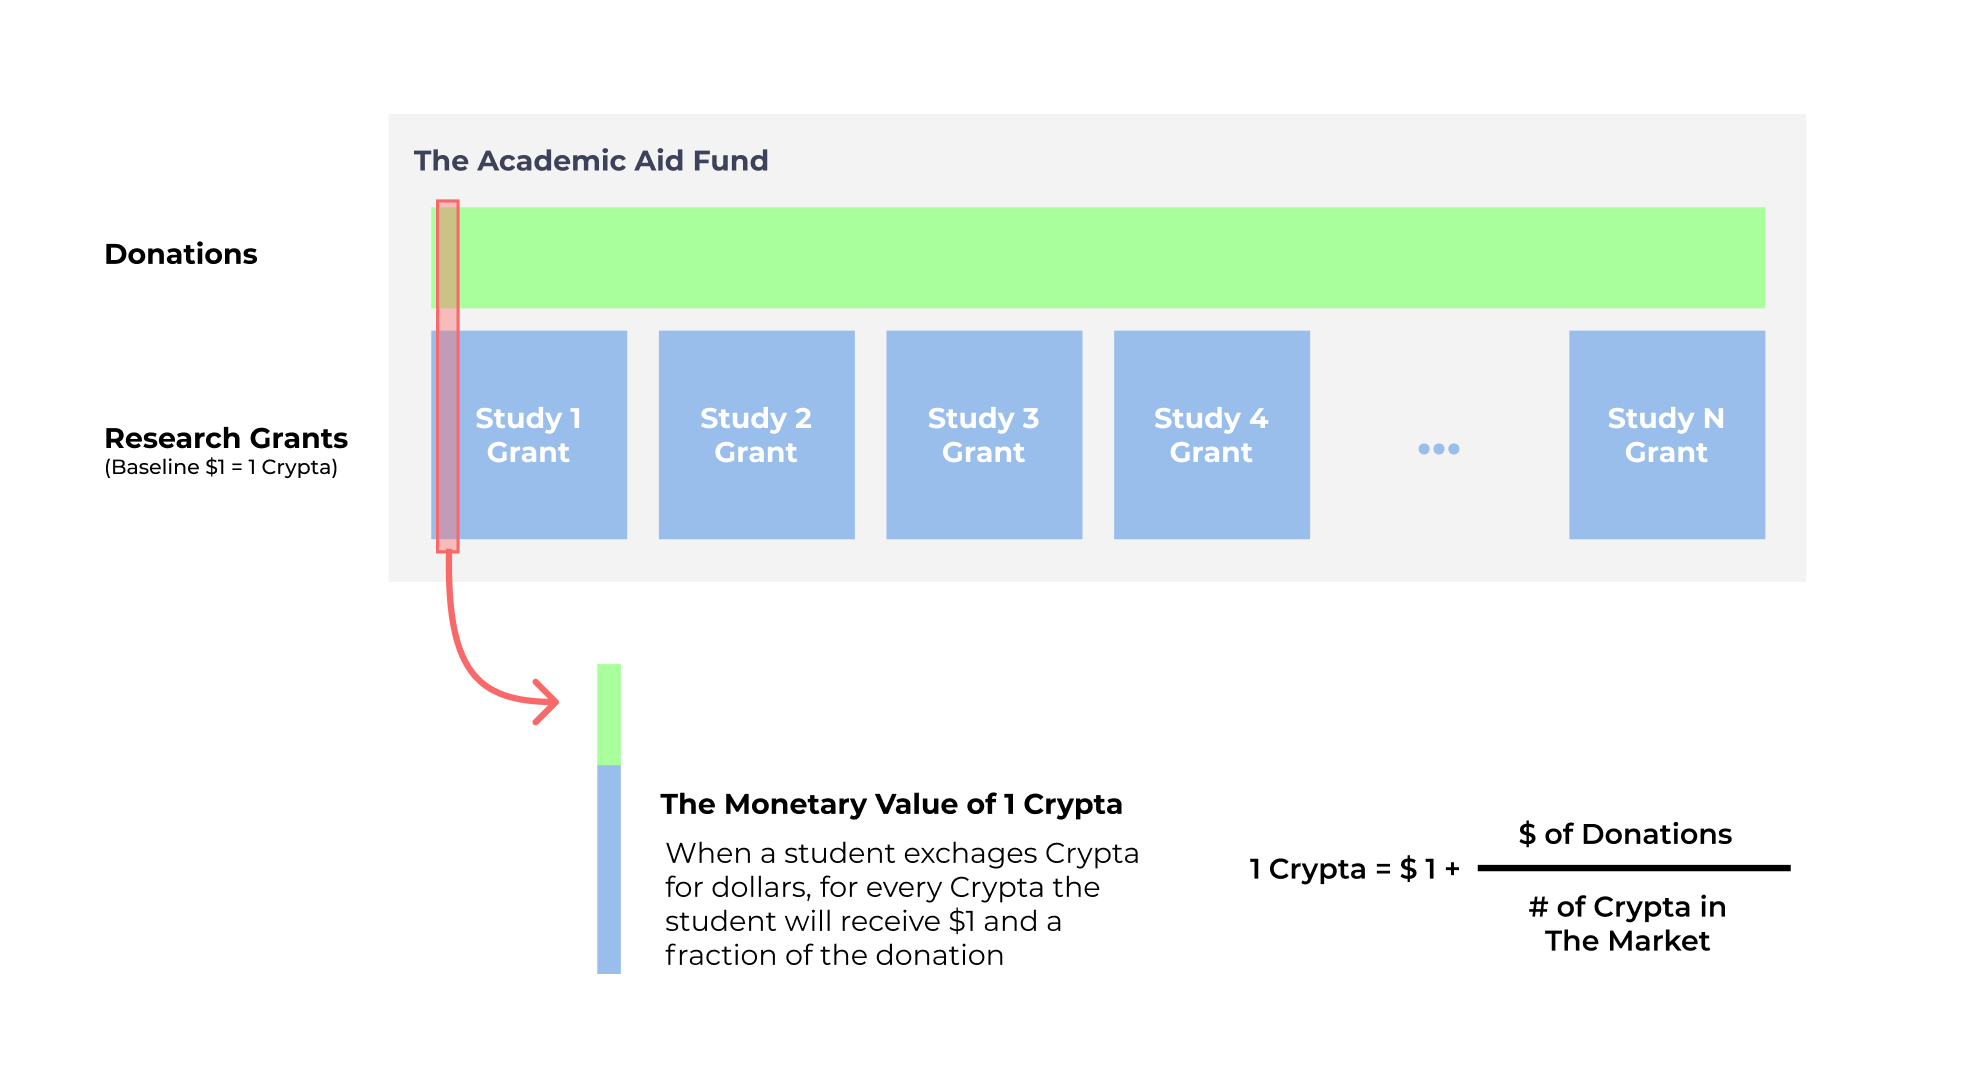 The Academic Aid Fund
Donations
Research Grants
(Baseline $1 = 1 Crypta)
Study 1
Grant
Study 2
Grant
Study 3
Grant
Study 4
Grant
...
Study N
Grant
The Monetary Value of 1 Crypta
When a student exchages Crypta
for dollars, for every Crypta the
student will receive $1 and a
fraction of the donation
1 Crypta = $ 1 +
$ of Donations
# of Crypta in
The Market